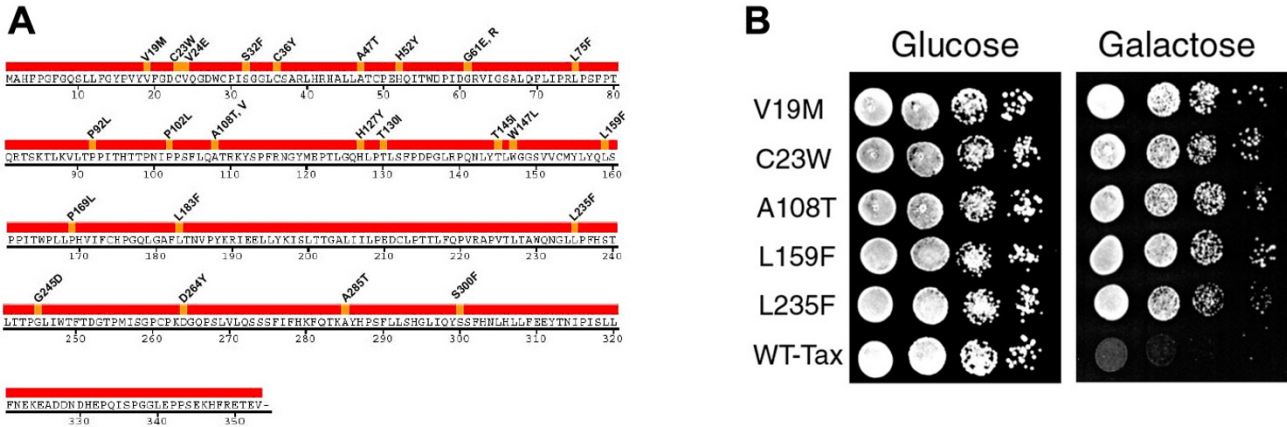 A
V19M C23W V24E S32F C36Y A47T H52Y G61E, R L75F
MAHFPGFGQSLLFGYPVYVFGDCVQGDWCPISGGLCSARLHRHALLATCPEHQITWDPIDGRVIGSALQFLIPRLPSFPT
10 20 30 40 50 60 70 80
P92L P102L A108T, V H127Y T130I T145I W147L L159F
QRTSKTLKVLTPPITHTTPNIPPSFLQATRKYSPFRNGYMEPTLGQHLPTLSFPDPGLRPQNLYTLWGGSVVCMYLYQLS
90 100 110 120 130 140 150 160
P169L L183F L235F
PPITWPLLPHVIFCHPGQLGAFLTNVPYKRIEELLYKISLTTGALIILPEDCLPTTLFQPVRAPVTLTAWQNGLLPFHST
170 180 190 200 210 220 230 240
G245D D264Y A285T S300F
LTTPGLIWTFTDGTPMISGPCPKDGQPSLVLQSSSFIFHKFQTKAYHPSFLLSHGLIQYSSFHNLHLLFEEYTNIPISLL
250 260 270 280 290 300 310 320
FNEKEADDNDHEPQISPGGLEPPSEKHFRETEV-
330 340 350
B
Glucose Galactose
V19M
C23W
A108T
L159F
L235F
WT-Tax